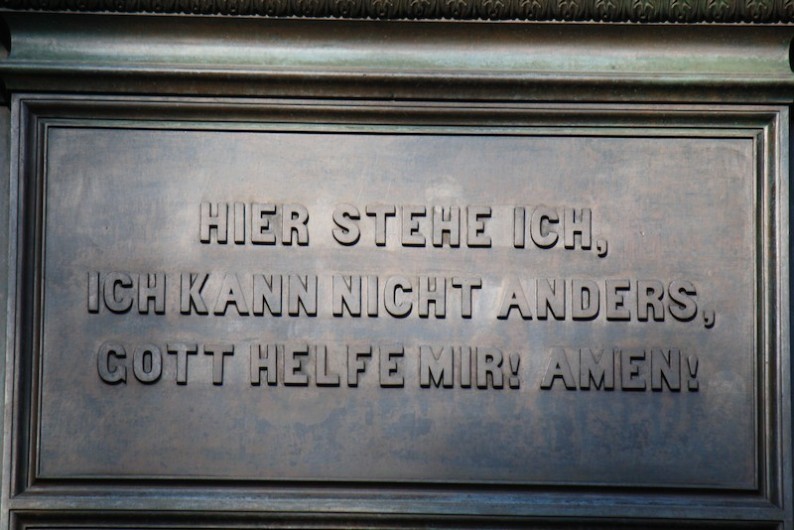 HIER STEHE ICH,
ICH KANN NICHT ANDERS,
GOTT HELFE MIR! AMEN!